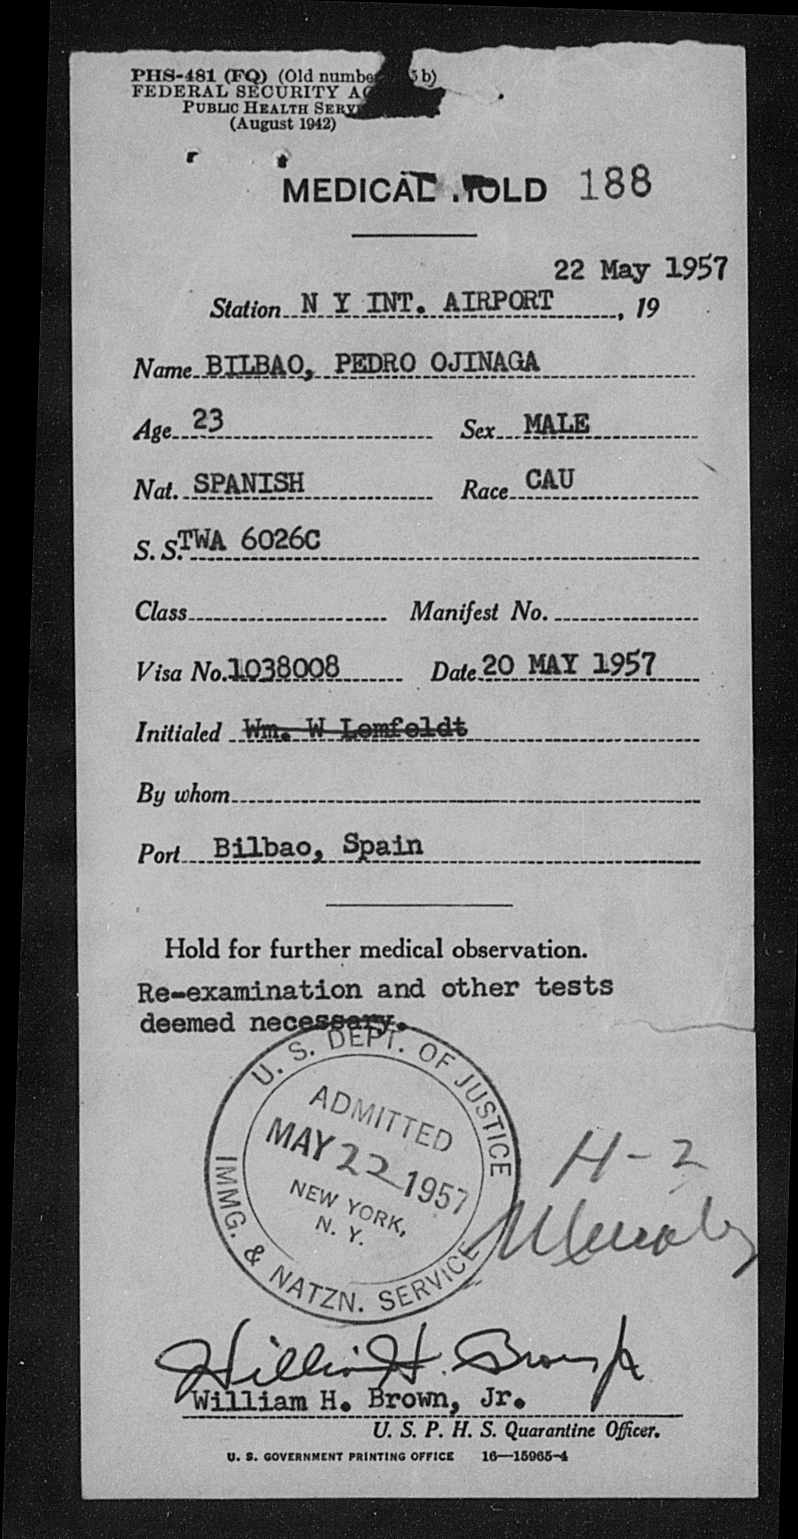 PHS-481 (FQ) (Old number b)
FEDERAL SECURITY
PUBLIC HEALTH
(August 1942)
MEDICAL HOLD 188
22 May 1957
Station N Y INT. AIRPORT, 19
Name BILBAO, PEDRO OJINAGA
Age 23 Sex MALE
Nat. SPANISH Race CAU
S. S. TWA 6026C
Class Manifest No.
Visa No. 1038008 Date 20 MAY 1957
Initialed Wm. W Lomfeldt
By whom
Port Bilbao, Spain
Hold for further medical observation.
Re-examination and other tests
deemed necessary.
U. S. DEPT. OF JUSTICE
ADMITTED
MAY 22 1957
NEW YORK,
N. Y.
IMMG. & NATZN. SERVICE
H-2
William H. Brown Jr
William H. Brown, Jr.
U. S. P. H. S. Quarantine Officer.
U. S. GOVERNMENT PRINTING OFFICE 16—15965-4